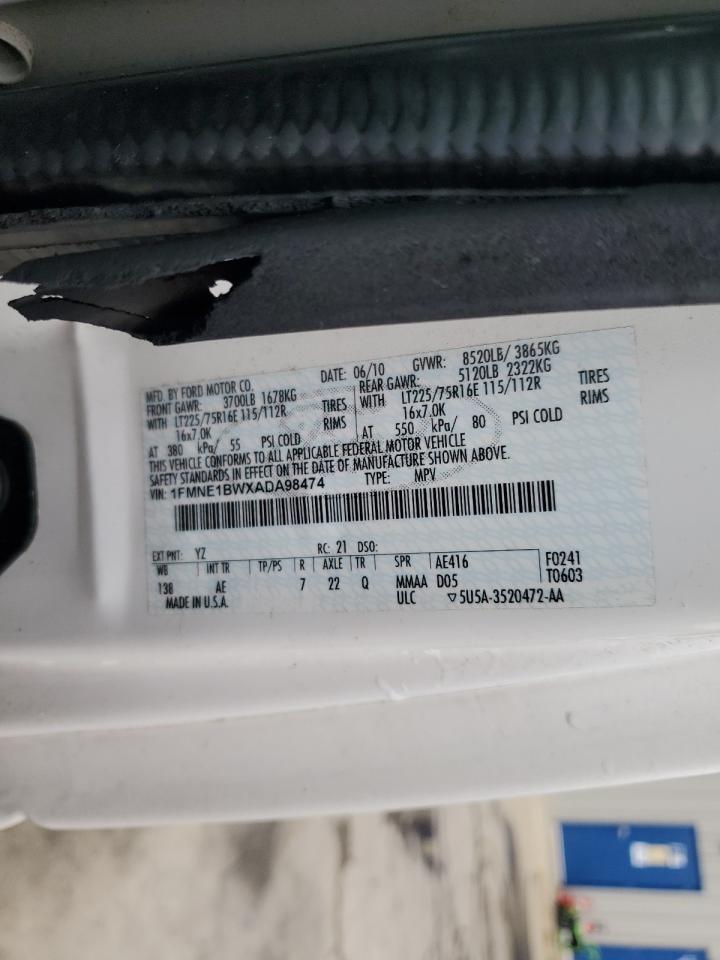 MFD. BY FORD MOTOR CO.
DATE: 06/10 GVWR: 8520LB/ 3865KG
FRONT GAWR: 3700LB 1678KG
REAR GAWR: 5120LB 2322KG
WITH LT225/75R16E 115/112R TIRES
WITH LT225/75R16E 115/112R TIRES
16x7.0K RIMS
16x7.0K RIMS
AT 380 kPa/ 55 PSI COLD
AT 550 kPa/ 80 PSI COLD
THIS VEHICLE CONFORMS TO ALL APPLICABLE FEDERAL MOTOR VEHICLE
SAFETY STANDARDS IN EFFECT ON THE DATE OF MANUFACTURE SHOWN ABOVE.
VIN: 1FMNE1BWXADA98474 TYPE: MPV
EXT PNT: YZ RC: 21 DSO:
WB INT TR TP/PS R AXLE TR SPR AE416 F0241
138 AE 7 22 Q MMAA D05 T0603
MADE IN U.S.A. ULC ▽5U5A-3520472-AA